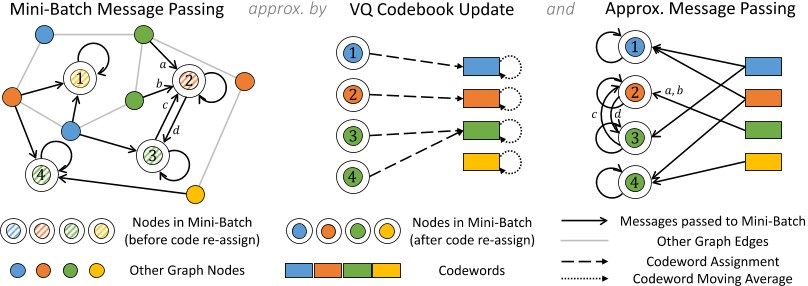 Mini-Batch Message Passing
approx. by
VQ Codebook Update
and
Approx. Message Passing
a
b
c
d
1
2
3
4
1
2
3
4
1
2
3
4
a, b
c
d
Nodes in Mini-Batch
(before code re-assign)
Other Graph Nodes
Nodes in Mini-Batch
(after code re-assign)
Codewords
Messages passed to Mini-Batch
Other Graph Edges
Codeword Assignment
Codeword Moving Average